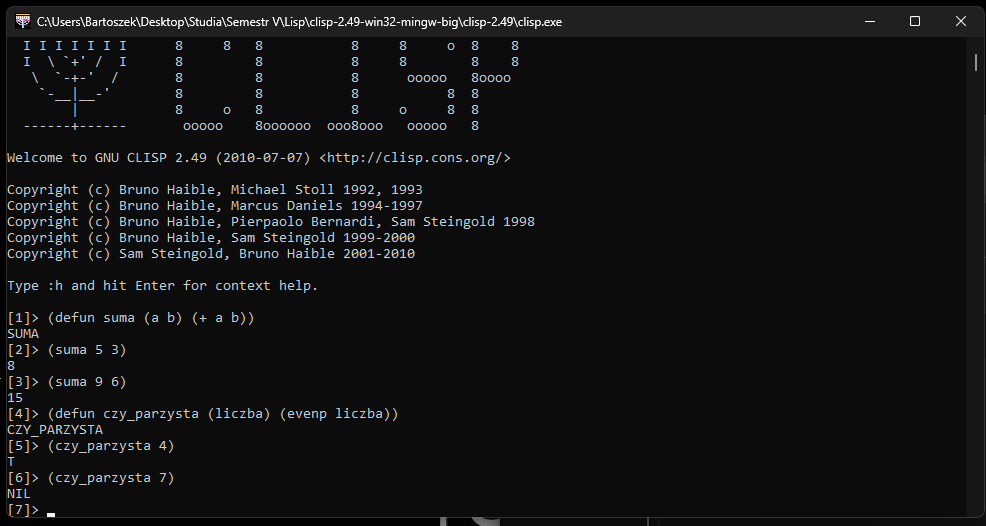 C:\Users\Bartoszek\Desktop\Studia\Semestr V\Lisp\clisp-2.49-win32-mingw-big\clisp-2.49\clisp.exe
  I I I I I I I      8     8   8           8     8     o  8    8
  I  \ `+' /  I      8         8           8     8        8    8
   \  `-+-'  /       8         8           8      ooooo   8oooo
    `-__|__-'        8         8           8           8  8
        |            8     o   8           8     o     8  8
  ------+------       ooooo    8oooooo  ooo8ooo   ooooo   8
Welcome to GNU CLISP 2.49 (2010-07-07) <http://clisp.cons.org/>
Copyright (c) Bruno Haible, Michael Stoll 1992, 1993
Copyright (c) Bruno Haible, Marcus Daniels 1994-1997
Copyright (c) Bruno Haible, Pierpaolo Bernardi, Sam Steingold 1998
Copyright (c) Bruno Haible, Sam Steingold 1999-2000
Copyright (c) Sam Steingold, Bruno Haible 2001-2010
Type :h and hit Enter for context help.
[1]> (defun suma (a b) (+ a b))
SUMA
[2]> (suma 5 3)
8
[3]> (suma 9 6)
15
[4]> (defun czy_parzysta (liczba) (evenp liczba))
CZY_PARZYSTA
[5]> (czy_parzysta 4)
T
[6]> (czy_parzysta 7)
NIL
[7]>